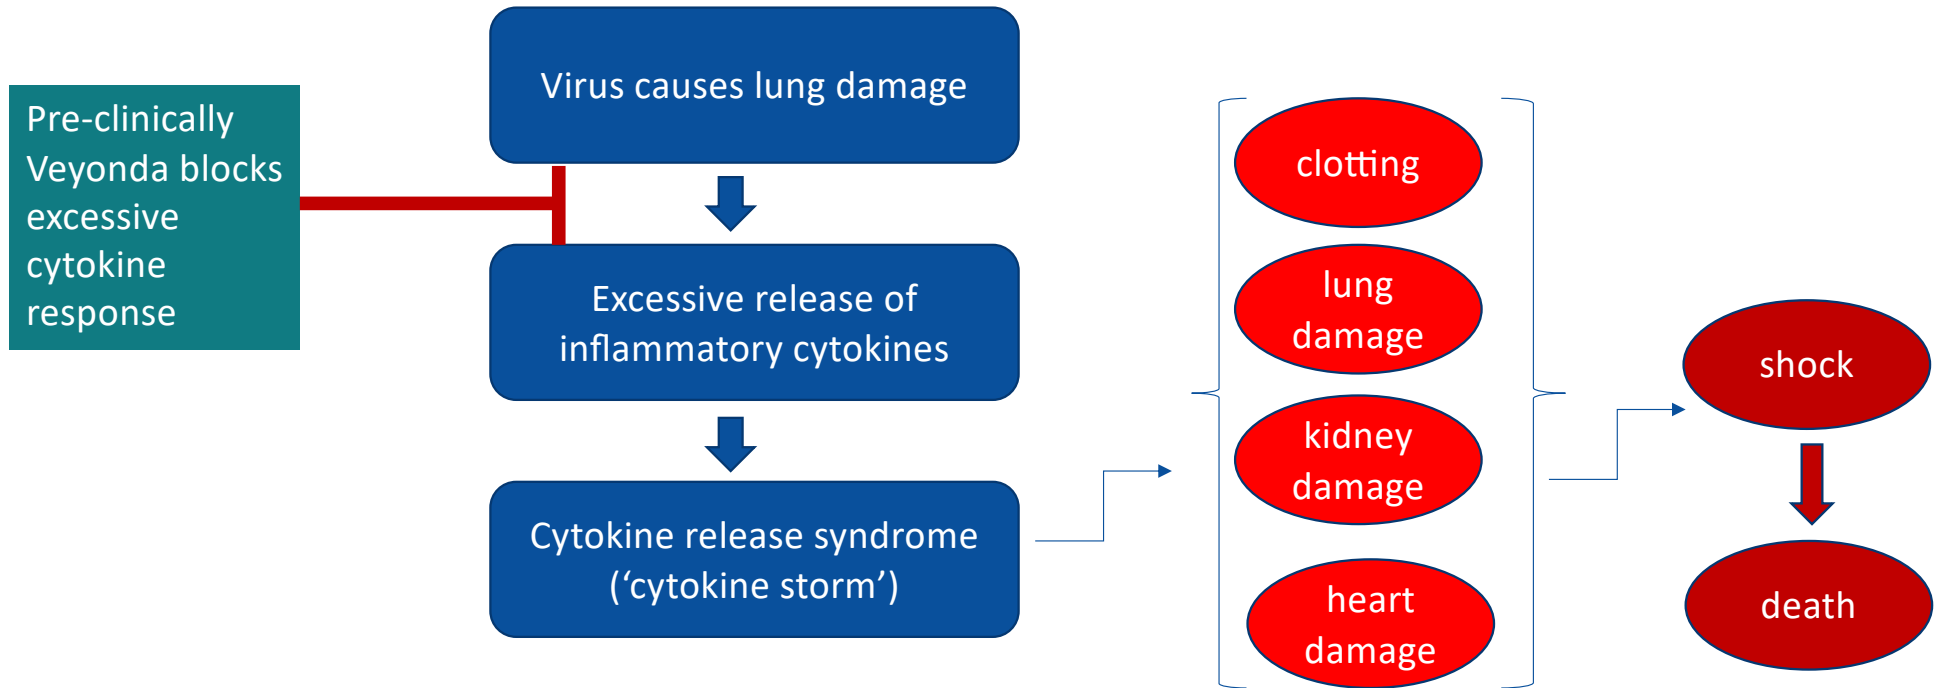 Virus causes lung damage
Pre-clinically
Veyonda blocks
excessive
cytokine
response
Excessive release of
inflammatory cytokines
Cytokine release syndrome
(‘cytokine storm’)
clotting
lung
damage
kidney
damage
heart
damage
shock
death